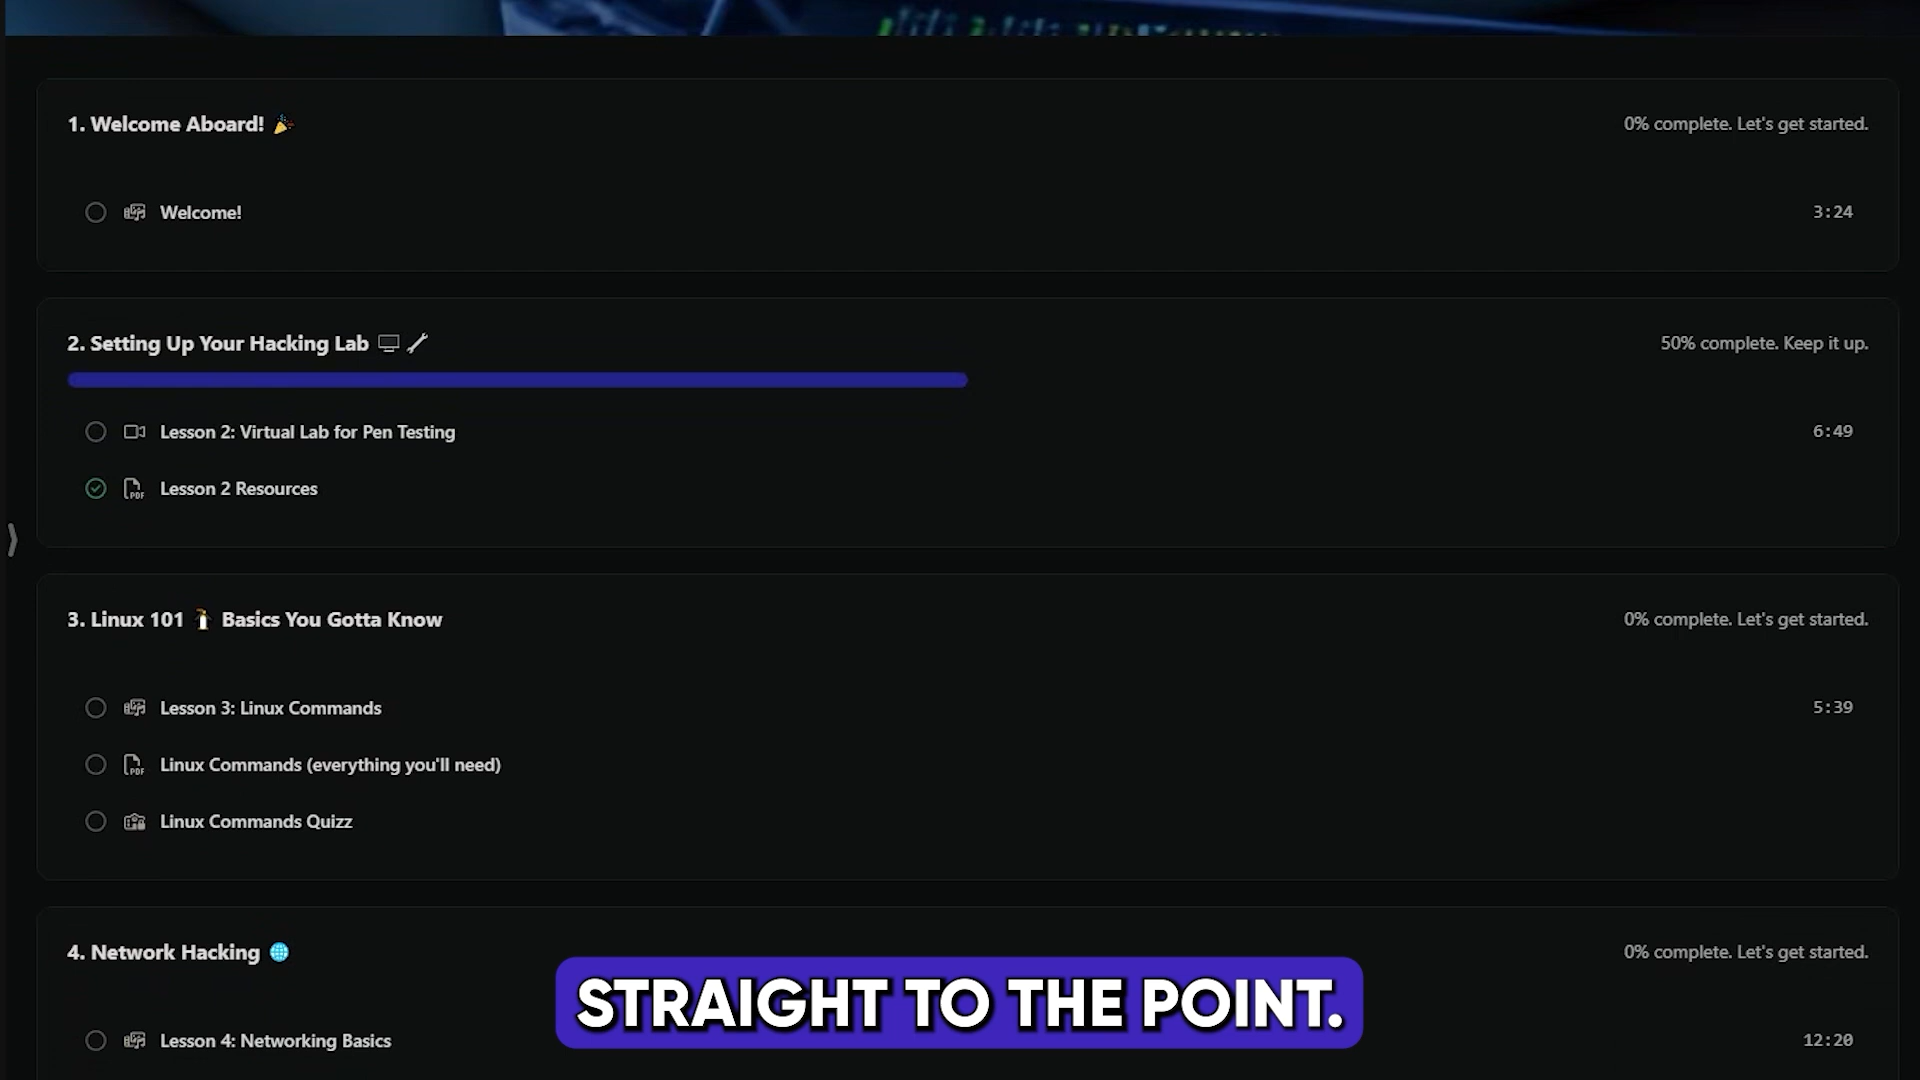 1. Welcome Aboard! 🎉
0% complete. Let's get started.
Welcome!
3:24
2. Setting Up Your Hacking Lab
50% complete. Keep it up.
Lesson 2: Virtual Lab for Pen Testing
6:49
PDF
Lesson 2 Resources
3. Linux 101 🐧 Basics You Gotta Know
0% complete. Let's get started.
Lesson 3: Linux Commands
5:39
PDF
Linux Commands (everything you'll need)
Linux Commands Quizz
4. Network Hacking 🌐
0% complete. Let's get started.
STRAIGHT TO THE POINT.
Lesson 4: Networking Basics
12:20